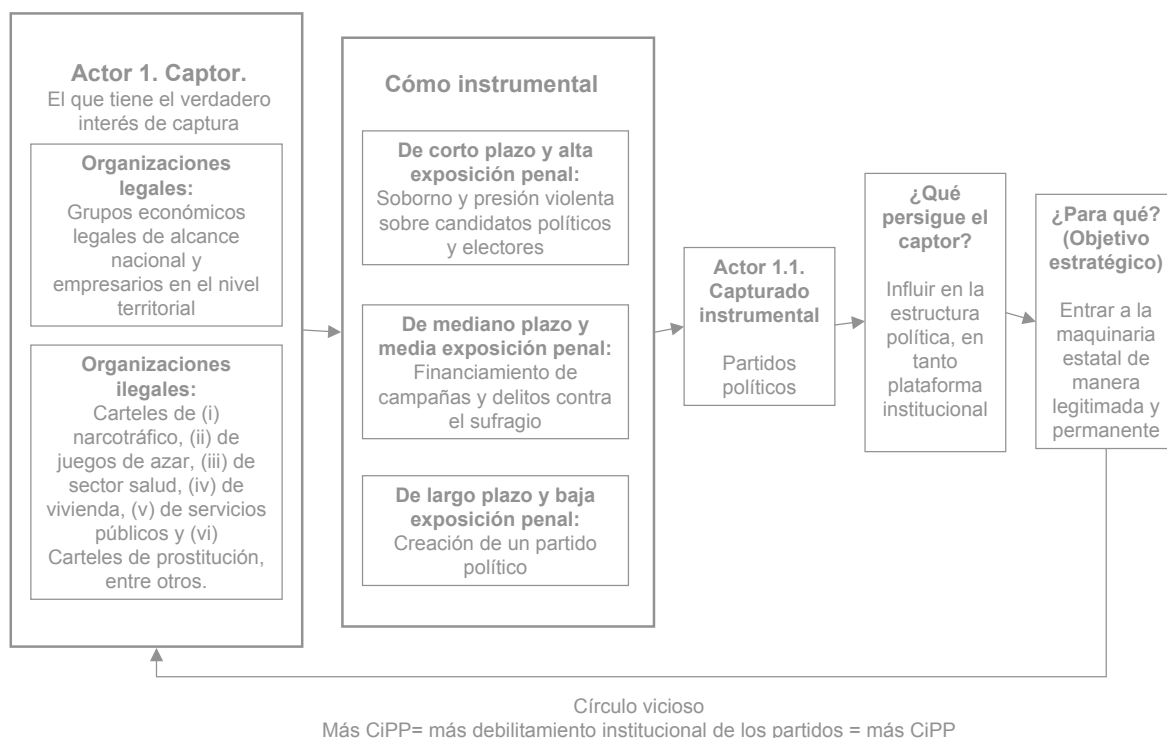 Actor 1. Captor.
El que tiene el verdadero
interés de captura
Organizaciones
legales:
Grupos económicos
legales de alcance
nacional y
empresarios en el nivel
territorial
Organizaciones
ilegales:
Carteles de (i)
narcotráfico, (ii) de
juegos de azar, (iii) de
sector salud, (iv) de
vivienda, (v) de servicios
públicos y (vi)
Carteles de prostitución,
entre otros.
Cómo instrumental
De corto plazo y alta
exposición penal:
Soborno y presión violenta
sobre candidatos políticos
y electores
De mediano plazo y
media exposición penal:
Financiamiento de
campañas y delitos contra
el sufragio
De largo plazo y baja
exposición penal:
Creación de un partido
político
Actor 1.1.
Capturado
instrumental
Partidos
políticos
¿Qué
persigue el
captor?
Influir en la
estructura
política, en
tanto
plataforma
institucional
¿Para qué?
(Objetivo
estratégico)
Entrar a la
maquinaria
estatal de
manera
legitimada y
permanente
Círculo vicioso
Más CiPP= más debilitamiento institucional de los partidos = más CiPP